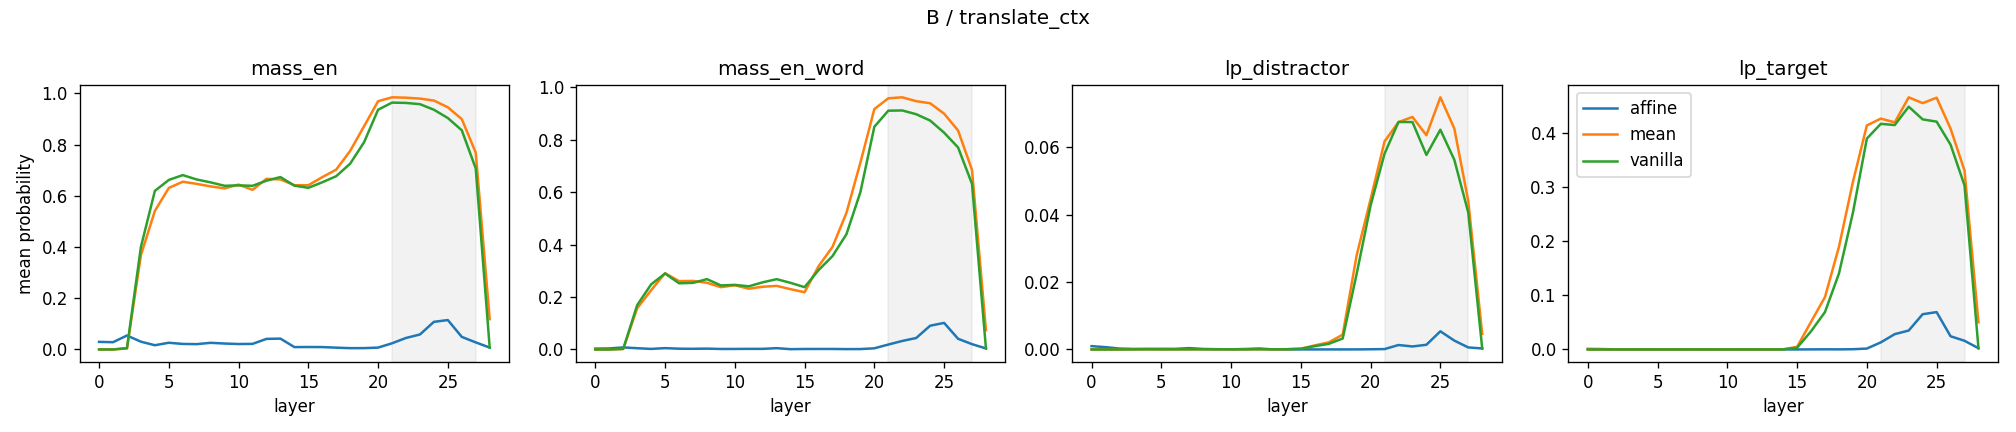 B / translate_ctx
mass_en
mean probability
1.0
0.8
0.6
0.4
0.2
0.0
0 5 10 15 20 25
layer
mass_en_word
1.0
0.8
0.6
0.4
0.2
0.0
0 5 10 15 20 25
layer
lp_distractor
0.06
0.04
0.02
0.00
0 5 10 15 20 25
layer
lp_target
affine
mean
vanilla
0.4
0.3
0.2
0.1
0.0
0 5 10 15 20 25
layer